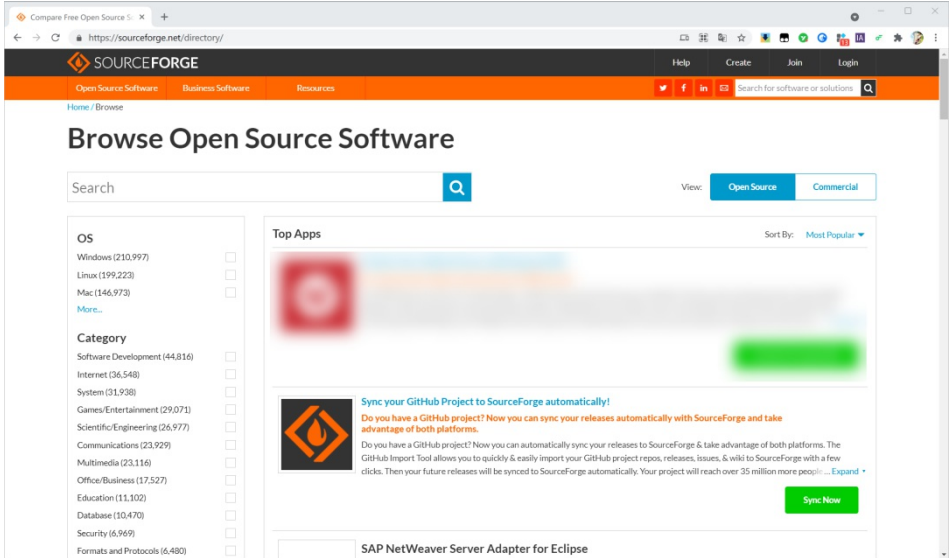 Compare Free Open Source So
https://sourceforge.net/directory/
SOURCEFORGE
Help Create Join Login
Open Source Software Business Software Resources
Search for software or solutions
Home / Browse
Browse Open Source Software
Search
View: Open Source Commercial
OS
Windows (210,997)
Linux (199,223)
Mac (146,973)
More...
Category
Software Development (44,816)
Internet (36,548)
System (31,938)
Games/Entertainment (29,071)
Scientific/Engineering (26,977)
Communications (23,929)
Multimedia (23,116)
Office/Business (17,527)
Education (11,102)
Database (10,470)
Security (6,969)
Formats and Protocols (6,480)
Top Apps
Sort By: Most Popular
Sync your GitHub Project to SourceForge automatically!
Do you have a GitHub project? Now you can sync your releases automatically with SourceForge and take
advantage of both platforms.
Do you have a GitHub project? Now you can automatically sync your releases to SourceForge & take advantage of both platforms. The
GitHub Import Tool allows you to quickly & easily import your GitHub project repos, releases, issues, & wiki to SourceForge with a few
clicks. Then your future releases will be synced to SourceForge automatically. Your project will reach over 35 million more people... Expand
Sync Now
SAP NetWeaver Server Adapter for Eclipse